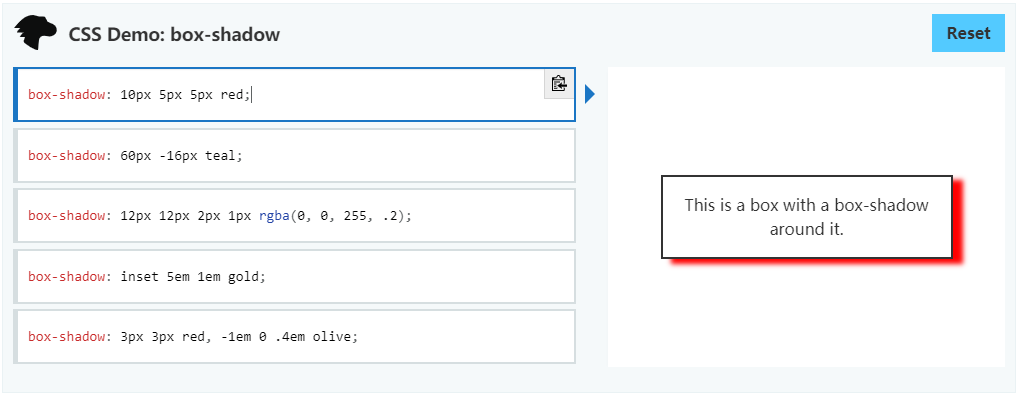 CSS Demo: box-shadow
Reset
box-shadow: 10px 5px 5px red;
box-shadow: 60px -16px teal;
box-shadow: 12px 12px 2px 1px rgba(0, 0, 255, .2);
box-shadow: inset 5em 1em gold;
box-shadow: 3px 3px red, -1em 0 .4em olive;
This is a box with a box-shadow
around it.